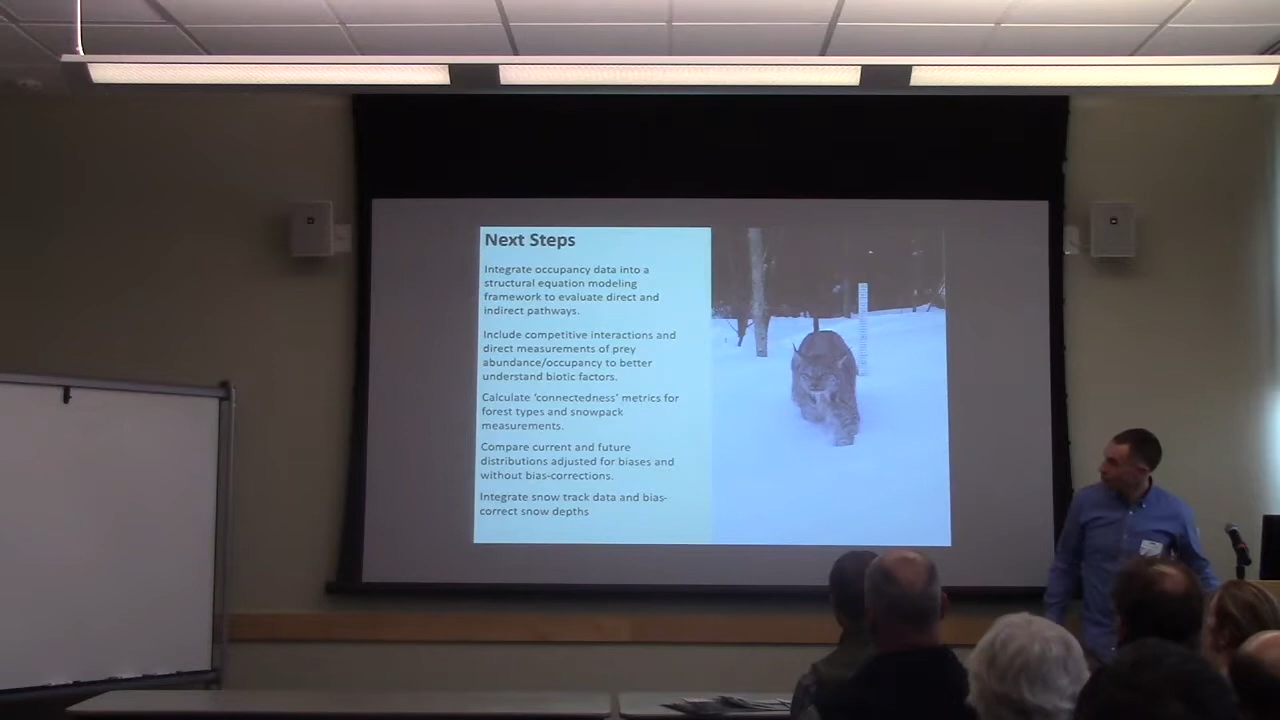 Next Steps
Integrate occupancy data into a
structural equation modeling
framework to evaluate direct and
indirect pathways.
Include competitive interactions and
direct measurements of prey
abundance/occupancy to better
understand biotic factors.
Calculate 'connectedness' metrics for
forest types and snowpack
measurements.
Compare current and future
distributions adjusted for biases and
without bias-corrections.
Integrate snow track data and bias-
correct snow depths